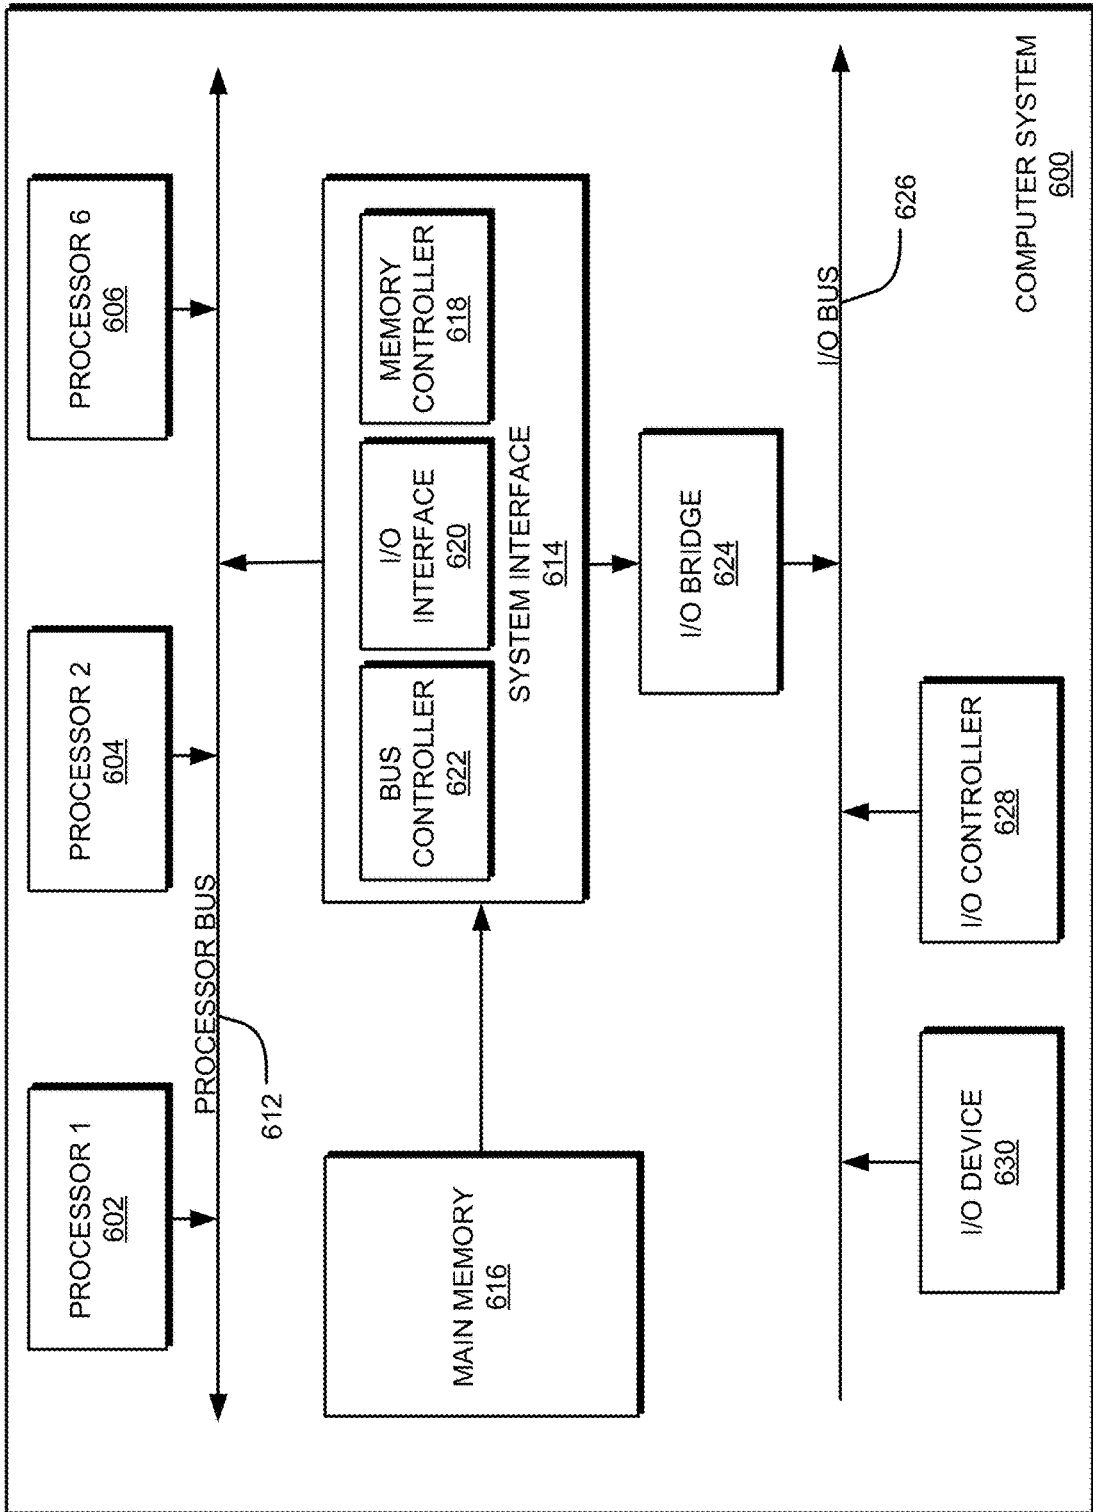 PROCESSOR 1
602
PROCESSOR 2
604
PROCESSOR 6
606
PROCESSOR BUS
612
MAIN MEMORY
616
BUS
CONTROLLER
622
I/O
INTERFACE
620
MEMORY
CONTROLLER
618
SYSTEM INTERFACE
614
I/O BRIDGE
624
I/O BUS
626
I/O DEVICE
630
I/O CONTROLLER
628
COMPUTER SYSTEM
600